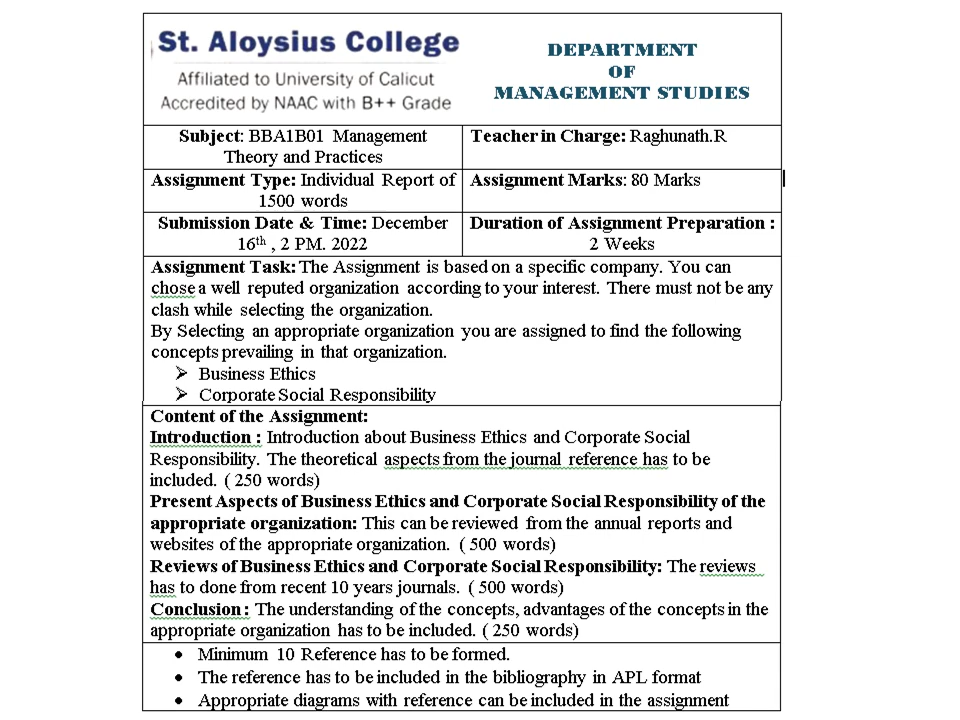 St. Aloysius College
Affiliated to University of Calicut
Accredited by NAAC with B++ Grade
DEPARTMENT
OF
MANAGEMENT STUDIES
Subject: BBA1B01 Management
Theory and Practices
Teacher in Charge: Raghunath.R
Assignment Type: Individual Report of
1500 words
Assignment Marks: 80 Marks
Submission Date & Time: December
16th , 2 PM. 2022
Duration of Assignment Preparation :
2 Weeks
Assignment Task: The Assignment is based on a specific company. You can
chose a well reputed organization according to your interest. There must not be any
clash while selecting the organization.
By Selecting an appropriate organization you are assigned to find the following
concepts prevailing in that organization.
➢ Business Ethics
➢ Corporate Social Responsibility
Content of the Assignment:
Introduction : Introduction about Business Ethics and Corporate Social
Responsibility. The theoretical aspects from the journal reference has to be
included. ( 250 words)
Present Aspects of Business Ethics and Corporate Social Responsibility of the
appropriate organization: This can be reviewed from the annual reports and
websites of the appropriate organization. ( 500 words)
Reviews of Business Ethics and Corporate Social Responsibility: The reviews
has to done from recent 10 years journals. ( 500 words)
Conclusion : The understanding of the concepts, advantages of the concepts in the
appropriate organization has to be included. ( 250 words)
• Minimum 10 Reference has to be formed.
• The reference has to be included in the bibliography in APL format
• Appropriate diagrams with reference can be included in the assignment